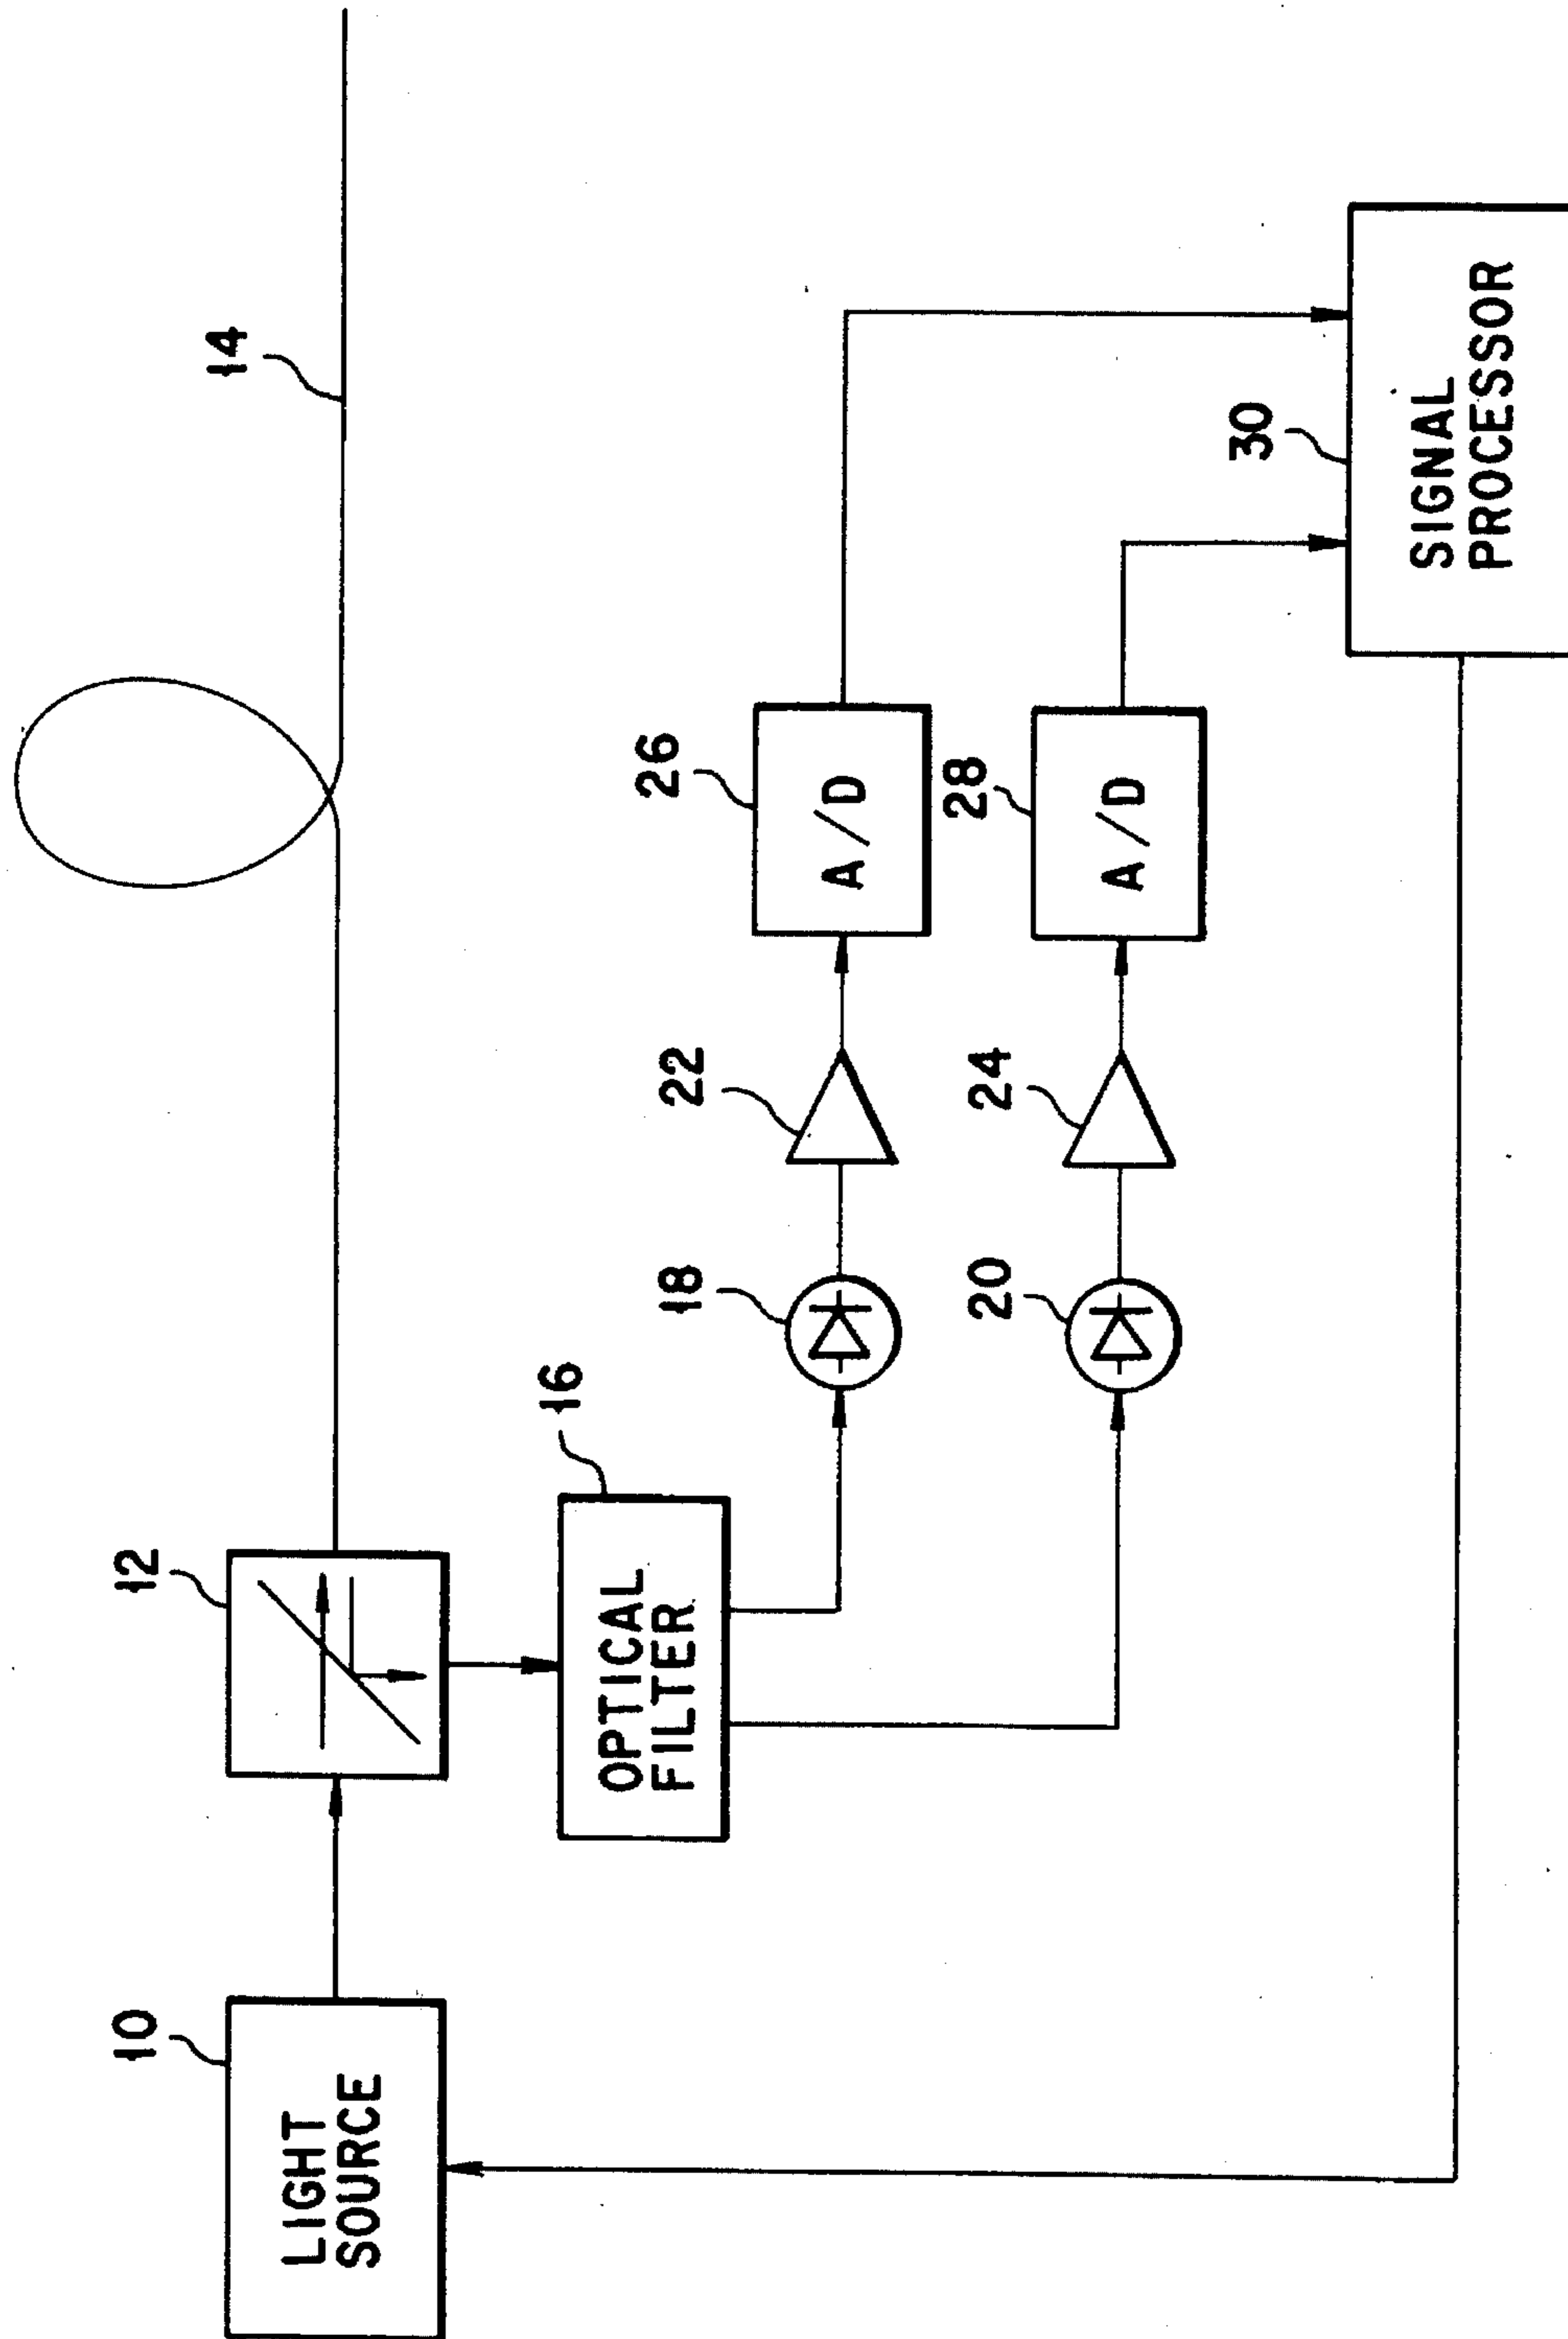 10
LIGHT
SOURCE
12
14
16
OPTICAL
FILTER
18
22
26
A/D
20
24
28
A/D
30
SIGNAL
PROCESSOR